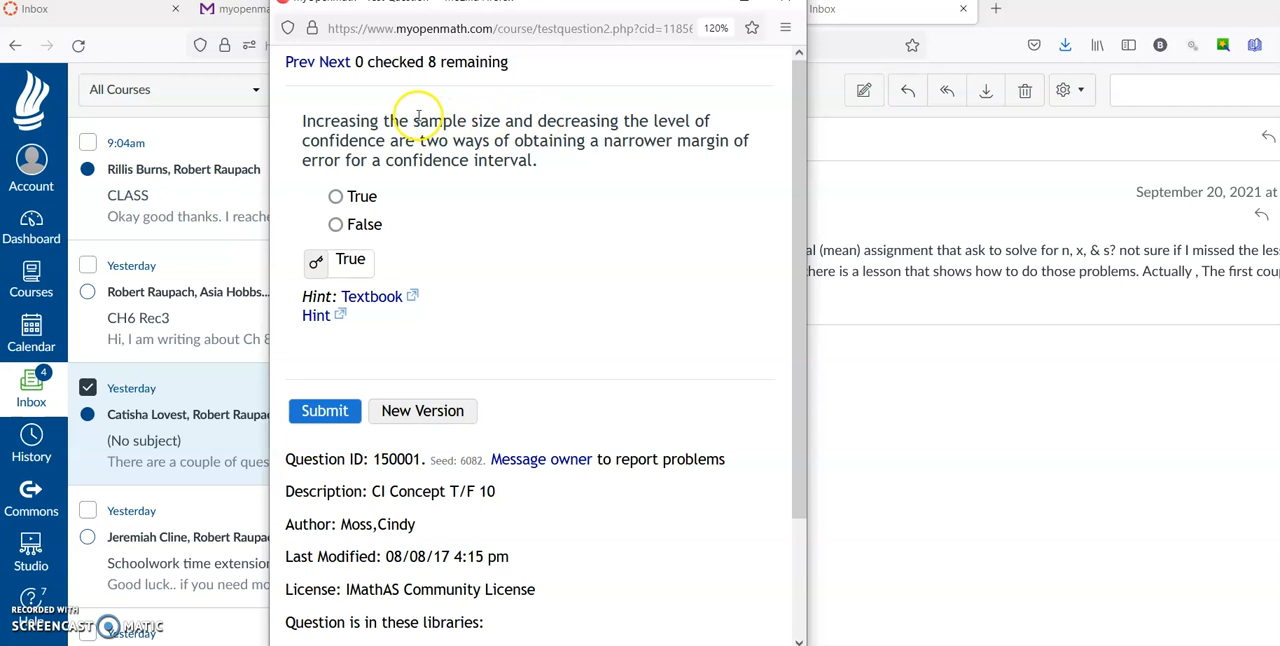 Inbox
myopenm
Inbox
https://www.myopenmath.com/course/testquestion2.php?cid=1185
120%
All Courses
Prev Next 0 checked 8 remaining
Increasing the sample size and decreasing the level of
confidence are two ways of obtaining a narrower margin of
error for a confidence interval.
True
False
True
Hint: Textbook
Hint
Submit
New Version
Question ID: 150001. Seed: 6082. Message owner to report problems
Description: CI Concept T/F 10
Author: Moss,Cindy
Last Modified: 08/08/17 4:15 pm
License: IMathAS Community License
Question is in these libraries:
Account
Dashboard
Courses
Calendar
4
Inbox
History
Commons
Studio
7
Help
9:04am
Rillis Burns, Robert Raupach
CLASS
Okay good thanks. I reache
Yesterday
Robert Raupach, Asia Hobbs...
CH6 Rec3
Hi, I am writing about Ch 8
Yesterday
Catisha Lovest, Robert Raupa
(No subject)
There are a couple of ques
Yesterday
Jeremiah Cline, Robert Raupa
Schoolwork time extension
Good luck.. if you need mo
Yesterday
September 20, 2021 at
al (mean) assignment that ask to solve for n, x, & s? not sure if I missed the les
here is a lesson that shows how to do those problems. Actually , The first cou
RECORDED WITH
SCREENCAST MATIC